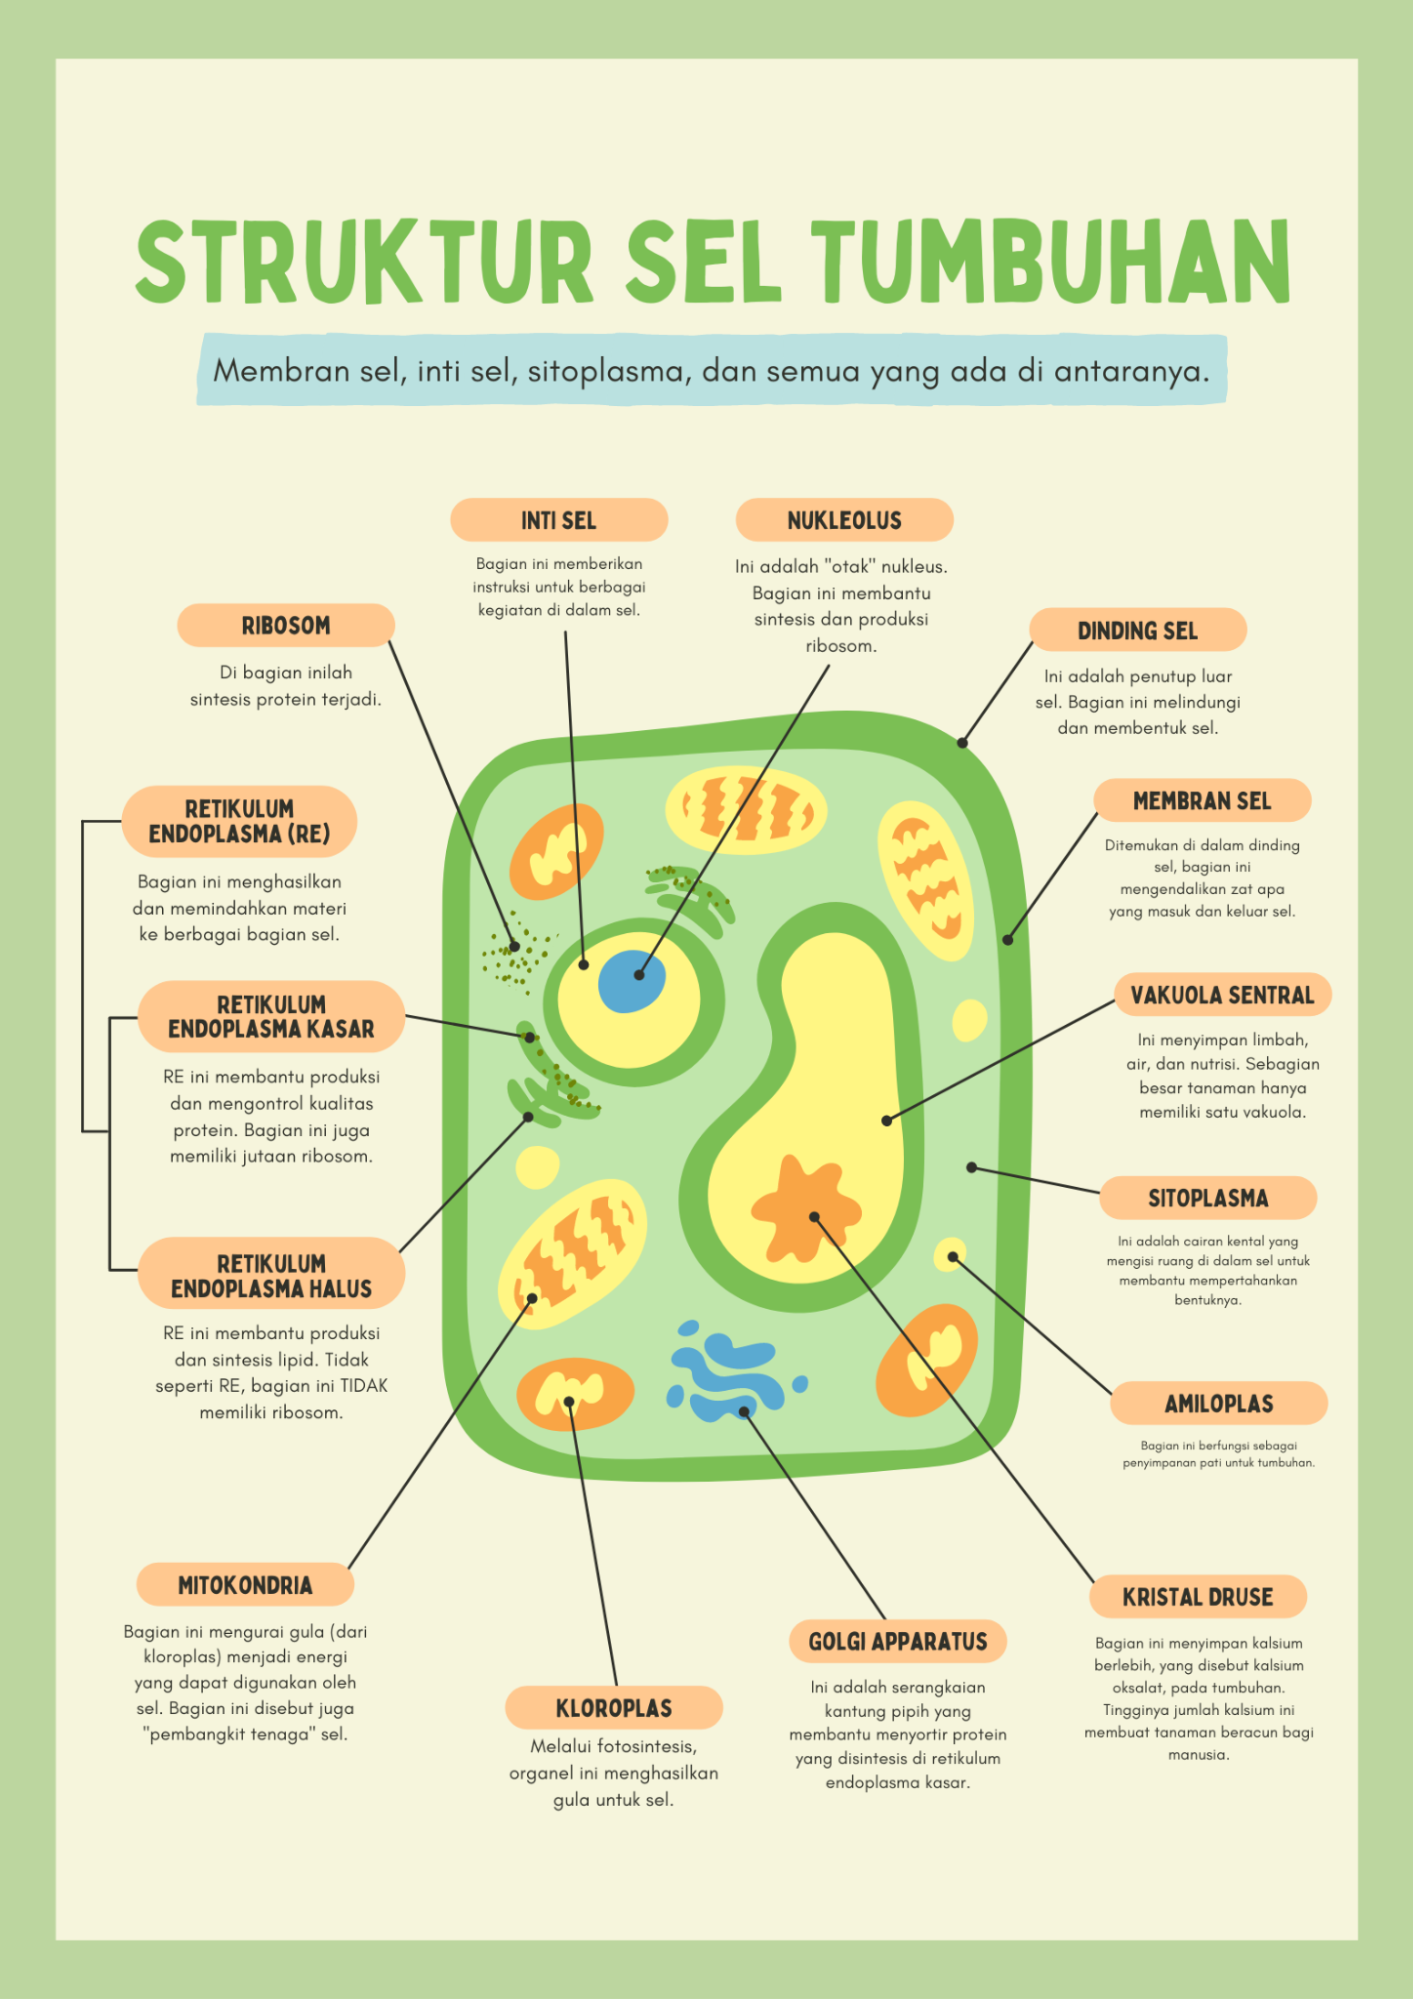 STRUKTUR SEL TUMBUHAN
Membran sel, inti sel, sitoplasma, dan semua yang ada di antaranya.
INTI SEL
Bagian ini memberikan
instruksi untuk berbagai
kegiatan di dalam sel.
NUKLEOLUS
Ini adalah "otak" nukleus.
Bagian ini membantu
sintesis dan produksi
ribosom.
RIBOSOM
Di bagian inilah
sintesis protein terjadi.
DINDING SEL
Ini adalah penutup luar
sel. Bagian ini melindungi
dan membentuk sel.
RETIKULUM
ENDOPLASMA (RE)
Bagian ini menghasilkan
dan memindahkan materi
ke berbagai bagian sel.
MEMBRAN SEL
Ditemukan di dalam dinding
sel, bagian ini
mengendalikan zat apa
yang masuk dan keluar sel.
RETIKULUM
ENDOPLASMA KASAR
RE ini membantu produksi
dan mengontrol kualitas
protein. Bagian ini juga
memiliki jutaan ribosom.
VAKUOLA SENTRAL
Ini menyimpan limbah,
air, dan nutrisi. Sebagian
besar tanaman hanya
memiliki satu vakuola.
SITOPLASMA
Ini adalah cairan kental yang
mengisi ruang di dalam sel untuk
membantu mempertahankan
bentuknya.
RETIKULUM
ENDOPLASMA HALUS
RE ini membantu produksi
dan sintesis lipid. Tidak
seperti RE, bagian ini TIDAK
memiliki ribosom.
AMILOPLAS
Bagian ini berfungsi sebagai
penyimpanan pati untuk tumbuhan.
MITOKONDRIA
Bagian ini mengurai gula (dari
kloroplas) menjadi energi
yang dapat digunakan oleh
sel. Bagian ini disebut juga
"pembangkit tenaga" sel.
KLOROPLAS
Melalui fotosintesis,
organel ini menghasilkan
gula untuk sel.
GOLGI APPARATUS
Ini adalah serangkaian
kantung pipih yang
membantu menyortir protein
yang disintesis di retikulum
endoplasma kasar.
KRISTAL DRUSE
Bagian ini menyimpan kalsium
berlebih, yang disebut kalsium
oksalat, pada tumbuhan.
Tingginya jumlah kalsium ini
membuat tanaman beracun bagi
manusia.